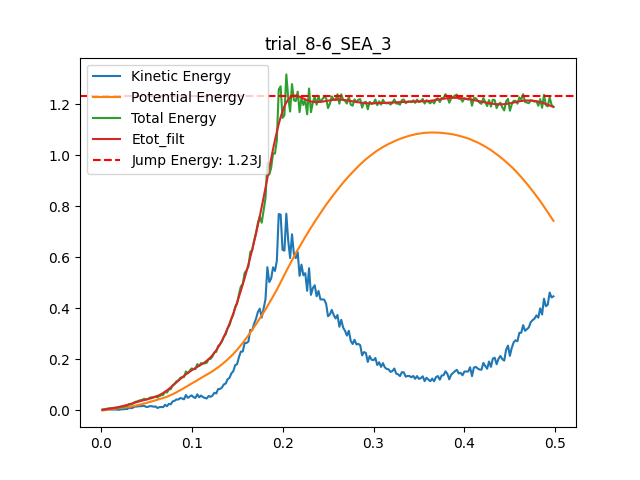 trial_8-6_SEA_3
Kinetic Energy
Potential Energy
Total Energy
Etot_filt
Jump Energy: 1.23J
1.2
1.0
0.8
0.6
0.4
0.2
0.0
0.0 0.1 0.2 0.3 0.4 0.5